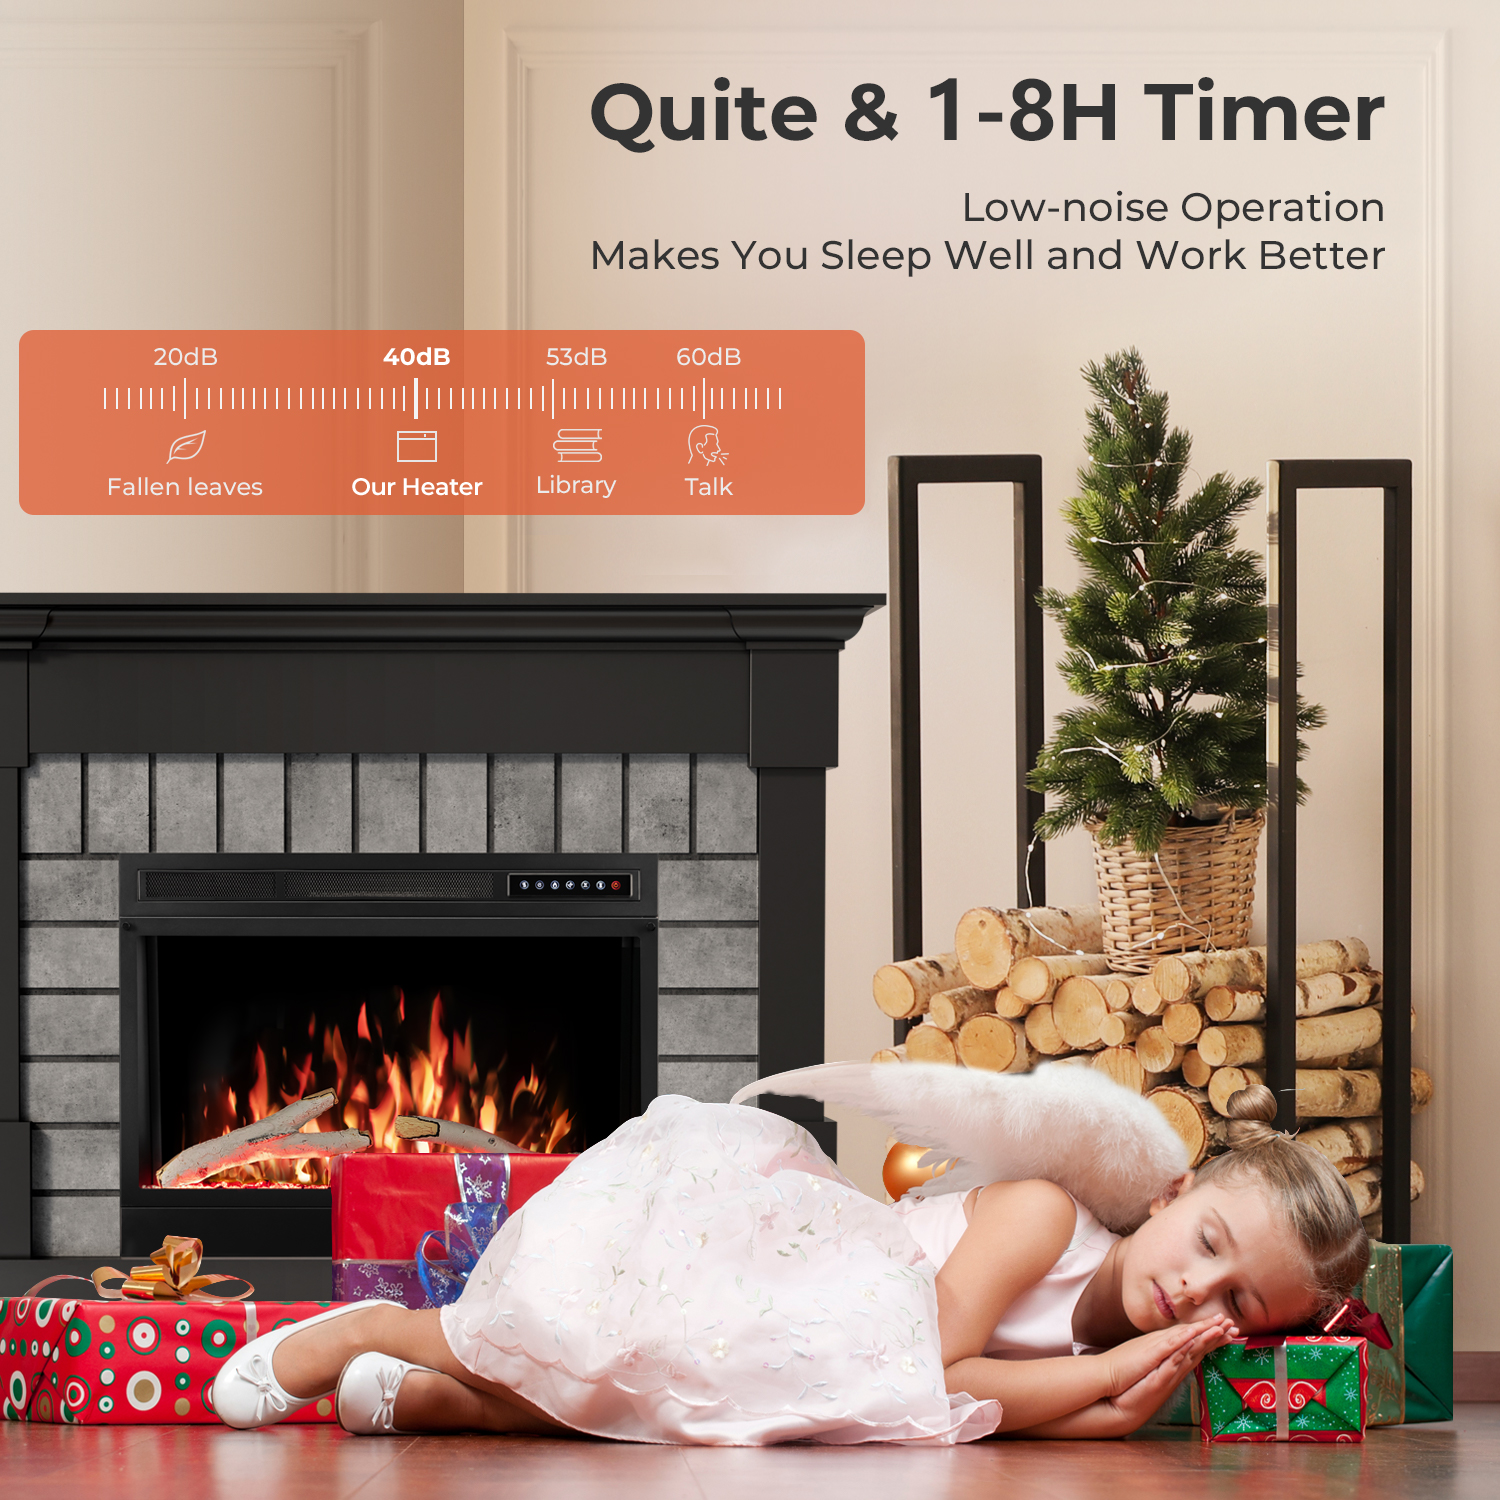 Quite & 1-8H Timer
Low-noise Operation
Makes You Sleep Well and Work Better
20dB 40dB 53dB 60dB
Fallen leaves Our Heater Library Talk